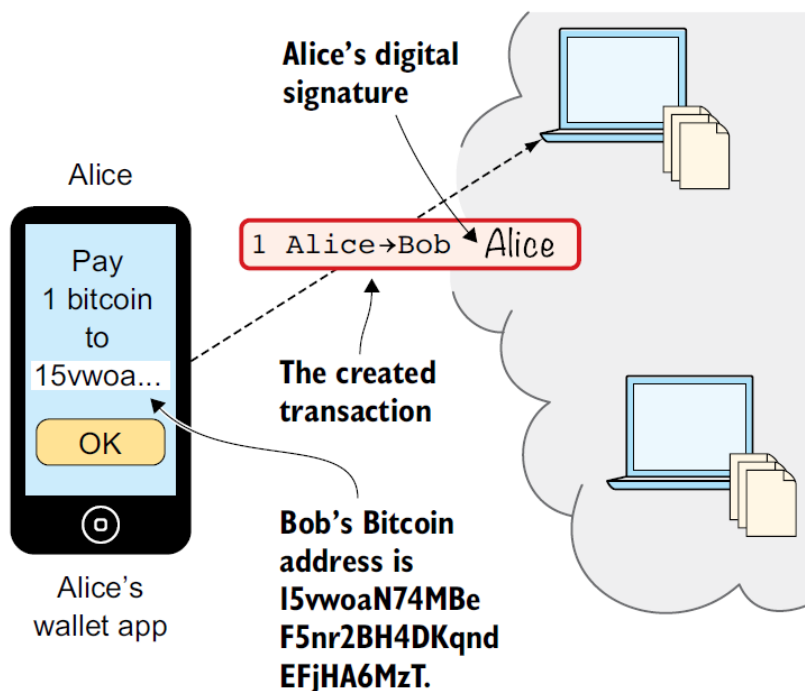 Alice's digital
signature
Alice
Pay
1 bitcoin
to
15vwoa...
OK
Alice's
wallet app
1 Alice→Bob Alice
The created
transaction
Bob's Bitcoin
address is
15vwoaN74MBe
F5nr2BH4DKqnd
EFjHA6MzT.